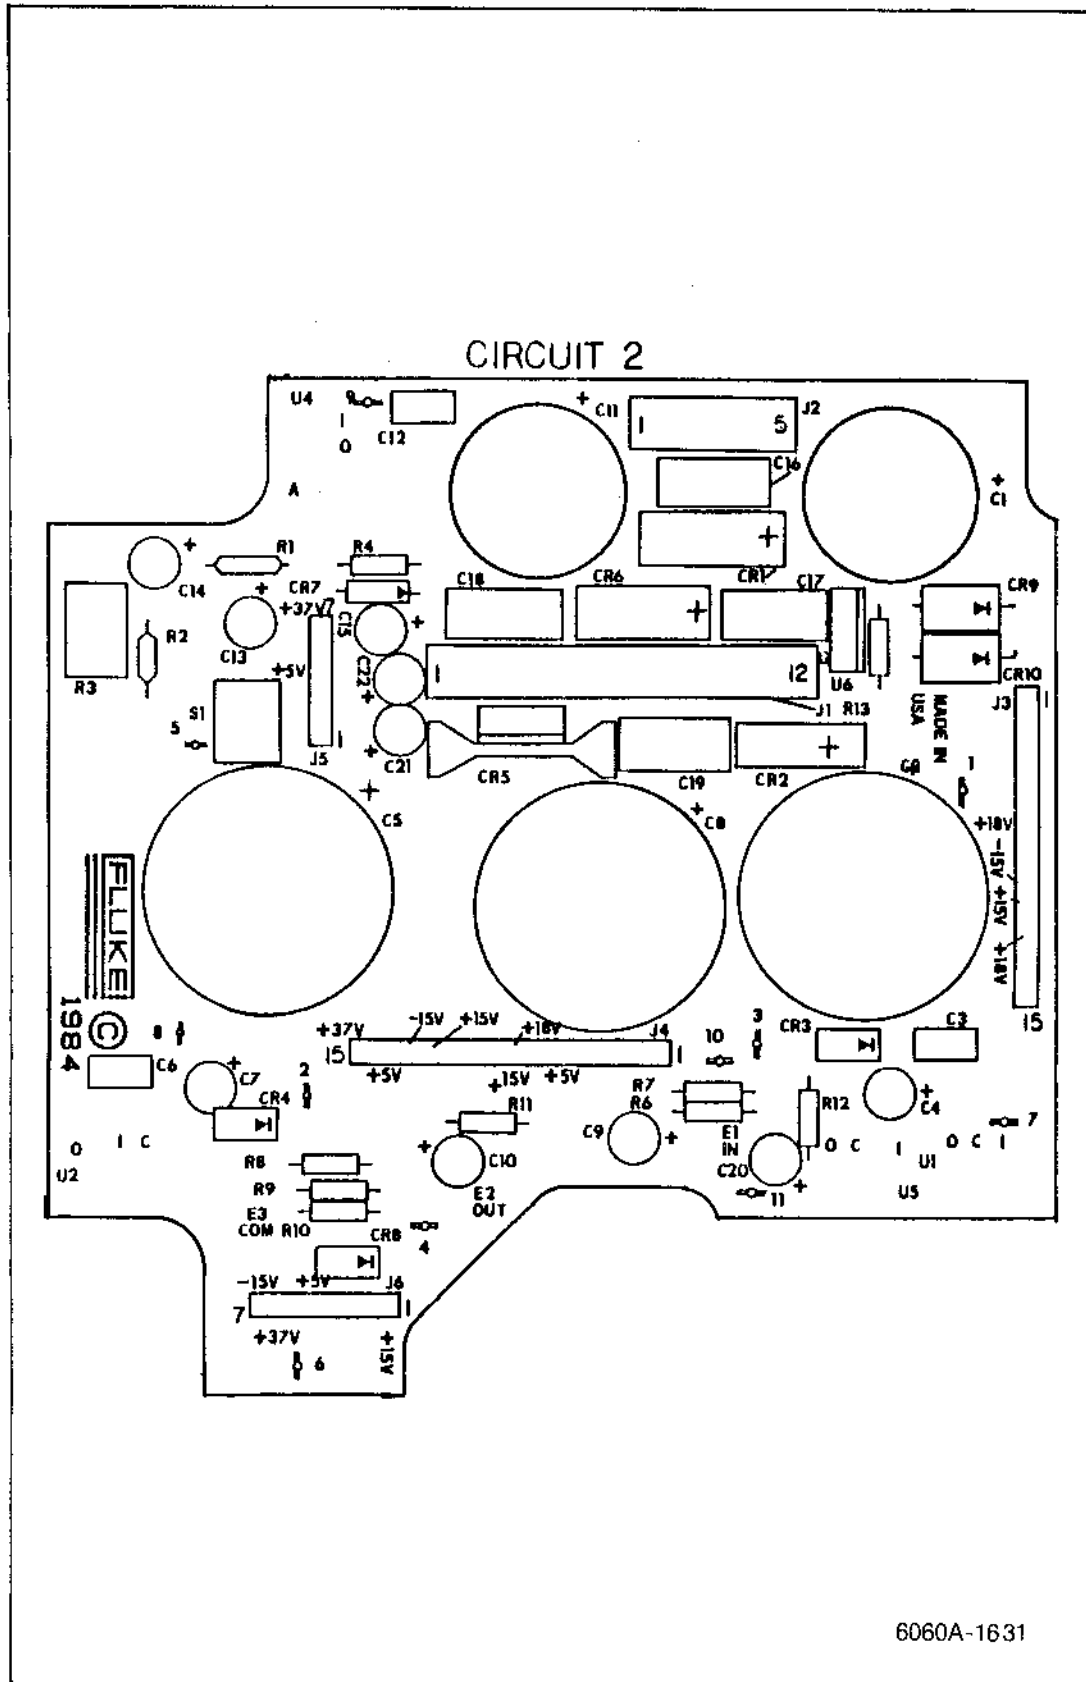 CIRCUIT 2
U4
9
I
O
C12
+
C11
I
5
J2
C16
+
C1
A
+
C14
R1
R4
CR7
+
CR1
+
C13
+37V
7
C15
+
C18
CR6
+
C17
CR9
R2
R3
+5V
C22
+
I
12
U6
CR10
S1
5
I
J5
+
C21
J1
R13
MADE IN
USA
J3
I
CR5
C19
CR2
+
1
+
C5
+
C8
+18V
-15V
+15V
+18V
FLUKE
©
1984
8
C6
+37V
-15V
+15V
+18V
J4
15
I
+5V
+15V
+5V
3
10
CR3
C3
15
+
C7
2
CR4
R7
R6
R11
R12
+
C4
7
C9
+
E1
IN
O
I C
U2
+
C10
C20
+
11
O C
I
O C I
U1
U5
R8
R9
E3
COM R10
E2
OUT
CR8
4
-15V
+5V
J6
7
I
+37V
+15V
6
6060A-1631